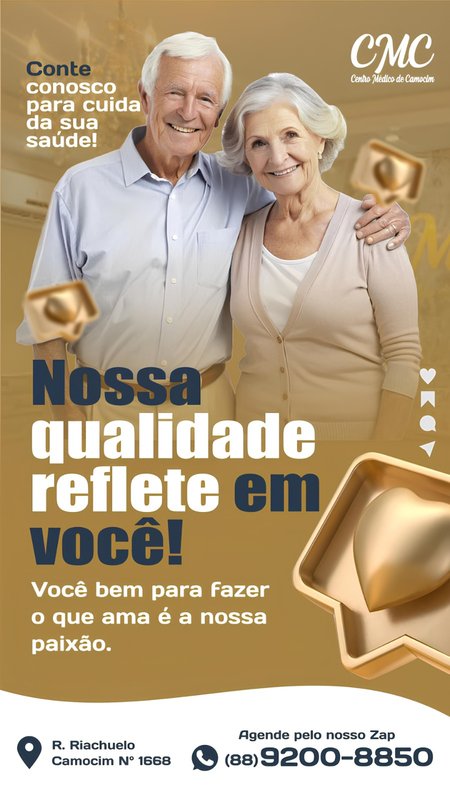 CMC
Centro Médico de Camocim
Conte
conosco
para cuida
da sua
saúde!
Nossa
qualidade
reflete em
você!
Você bem para fazer
o que ama é a nossa
paixão.
R. Riachuelo
Camocim Nº 1668
Agende pelo nosso Zap
(88) 9200-8850